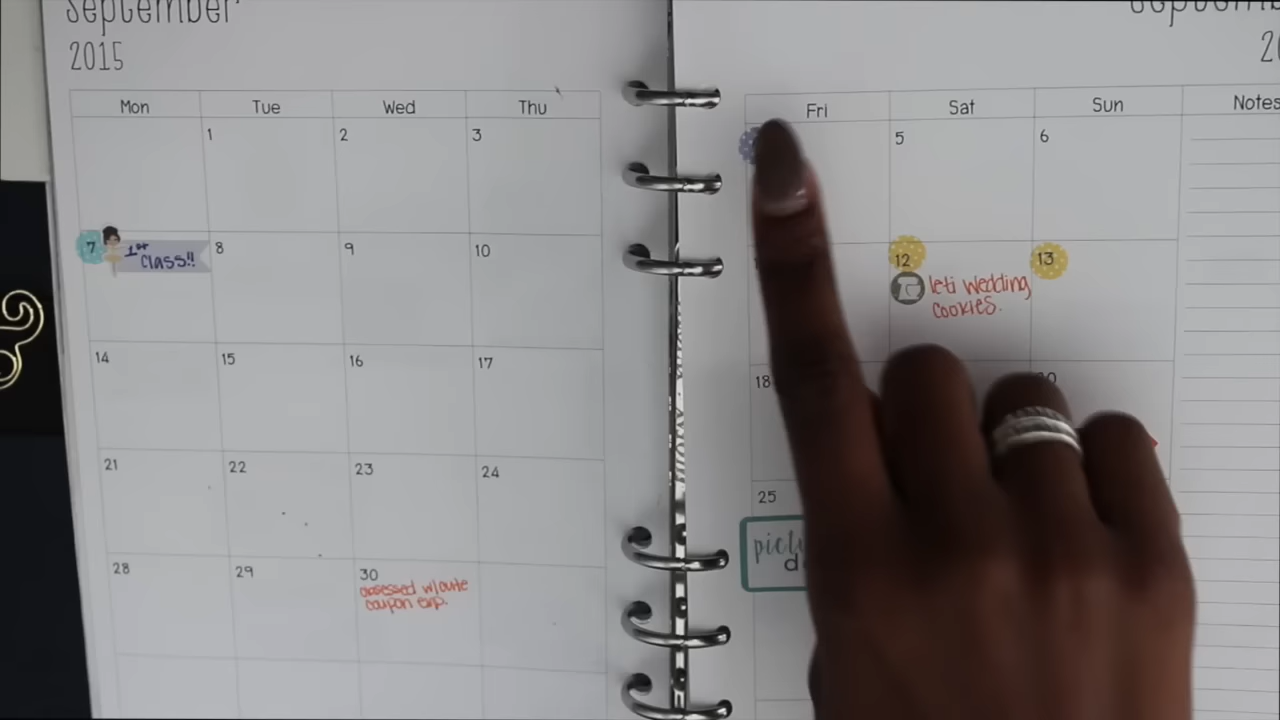 September
2015
Mon Tue Wed Thu
1 2 3
7 1st class!! 8 9 10
14 15 16 17
21 22 23 24
28 29 30
obsessed w/cute
coupon exp.
2
Fri Sat Sun Notes
5 6
12 13
leti wedding
cookies.
18
25